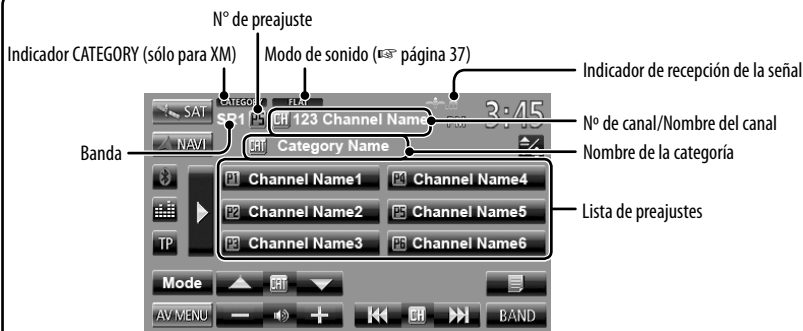 N° de preajuste
Indicador CATEGORY (sólo para XM)
Modo de sonido (☞ página 37)
Indicador de recepción de la señal
SAT
CATEGORY
FLAT
SR1 P5 CH 123 Channel Name
3:45
Nº de canal/Nombre del canal
Banda
NAVI
CAT Category Name
Nombre de la categoría
P1 Channel Name1
P4 Channel Name4
P2 Channel Name2
P5 Channel Name5
Lista de preajustes
TP
P3 Channel Name3
P6 Channel Name6
Mode
CAT
AV MENU
CH
BAND